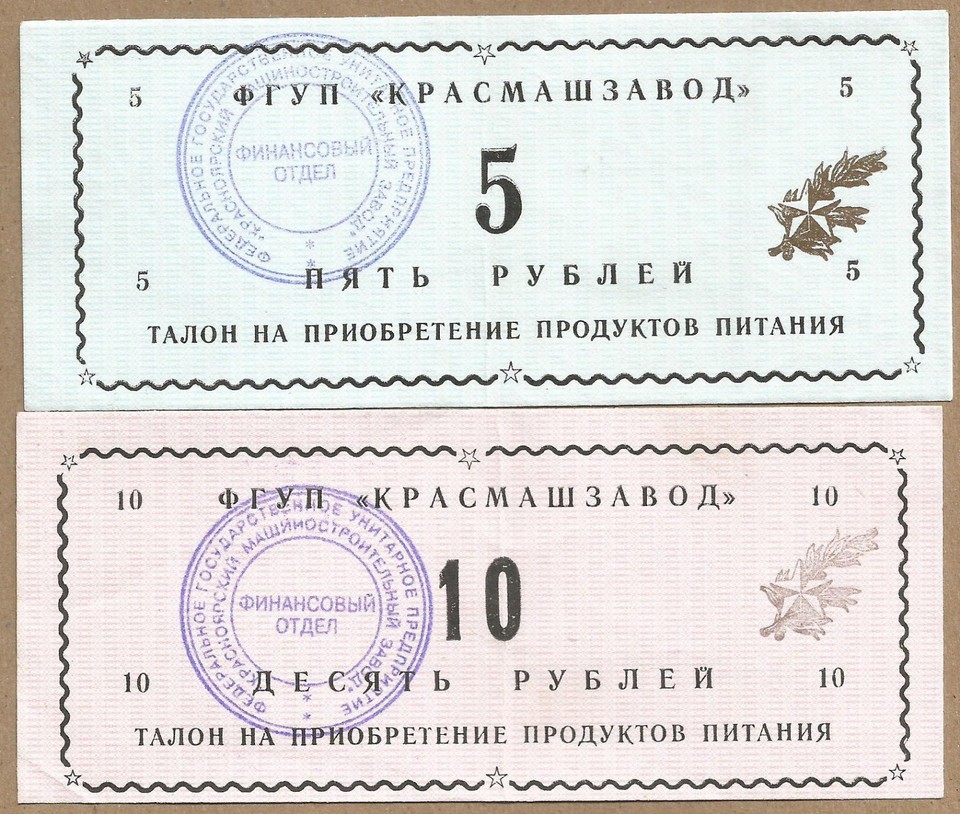 5 ФГУП «КРАСМАШЗАВОД» 5
ФЕДЕРАЛЬНОЕ ГОСУДАРСТВЕННОЕ УНИТАРНОЕ ПРЕДПРИЯТИЕ
"КРАСНОЯРСКИЙ МАШИНОСТРОИТЕЛЬНЫЙ ЗАВОД"
ФИНАНСОВЫЙ
ОТДЕЛ
5
5 ПЯТЬ РУБЛЕЙ 5
ТАЛОН НА ПРИОБРЕТЕНИЕ ПРОДУКТОВ ПИТАНИЯ
10 ФГУП «КРАСМАШЗАВОД» 10
ФЕДЕРАЛЬНОЕ ГОСУДАРСТВЕННОЕ УНИТАРНОЕ ПРЕДПРИЯТИЕ
"КРАСНОЯРСКИЙ МАШИНОСТРОИТЕЛЬНЫЙ ЗАВОД"
ФИНАНСОВЫЙ
ОТДЕЛ
10
10 ДЕСЯТЬ РУБЛЕЙ 10
ТАЛОН НА ПРИОБРЕТЕНИЕ ПРОДУКТОВ ПИТАНИЯ